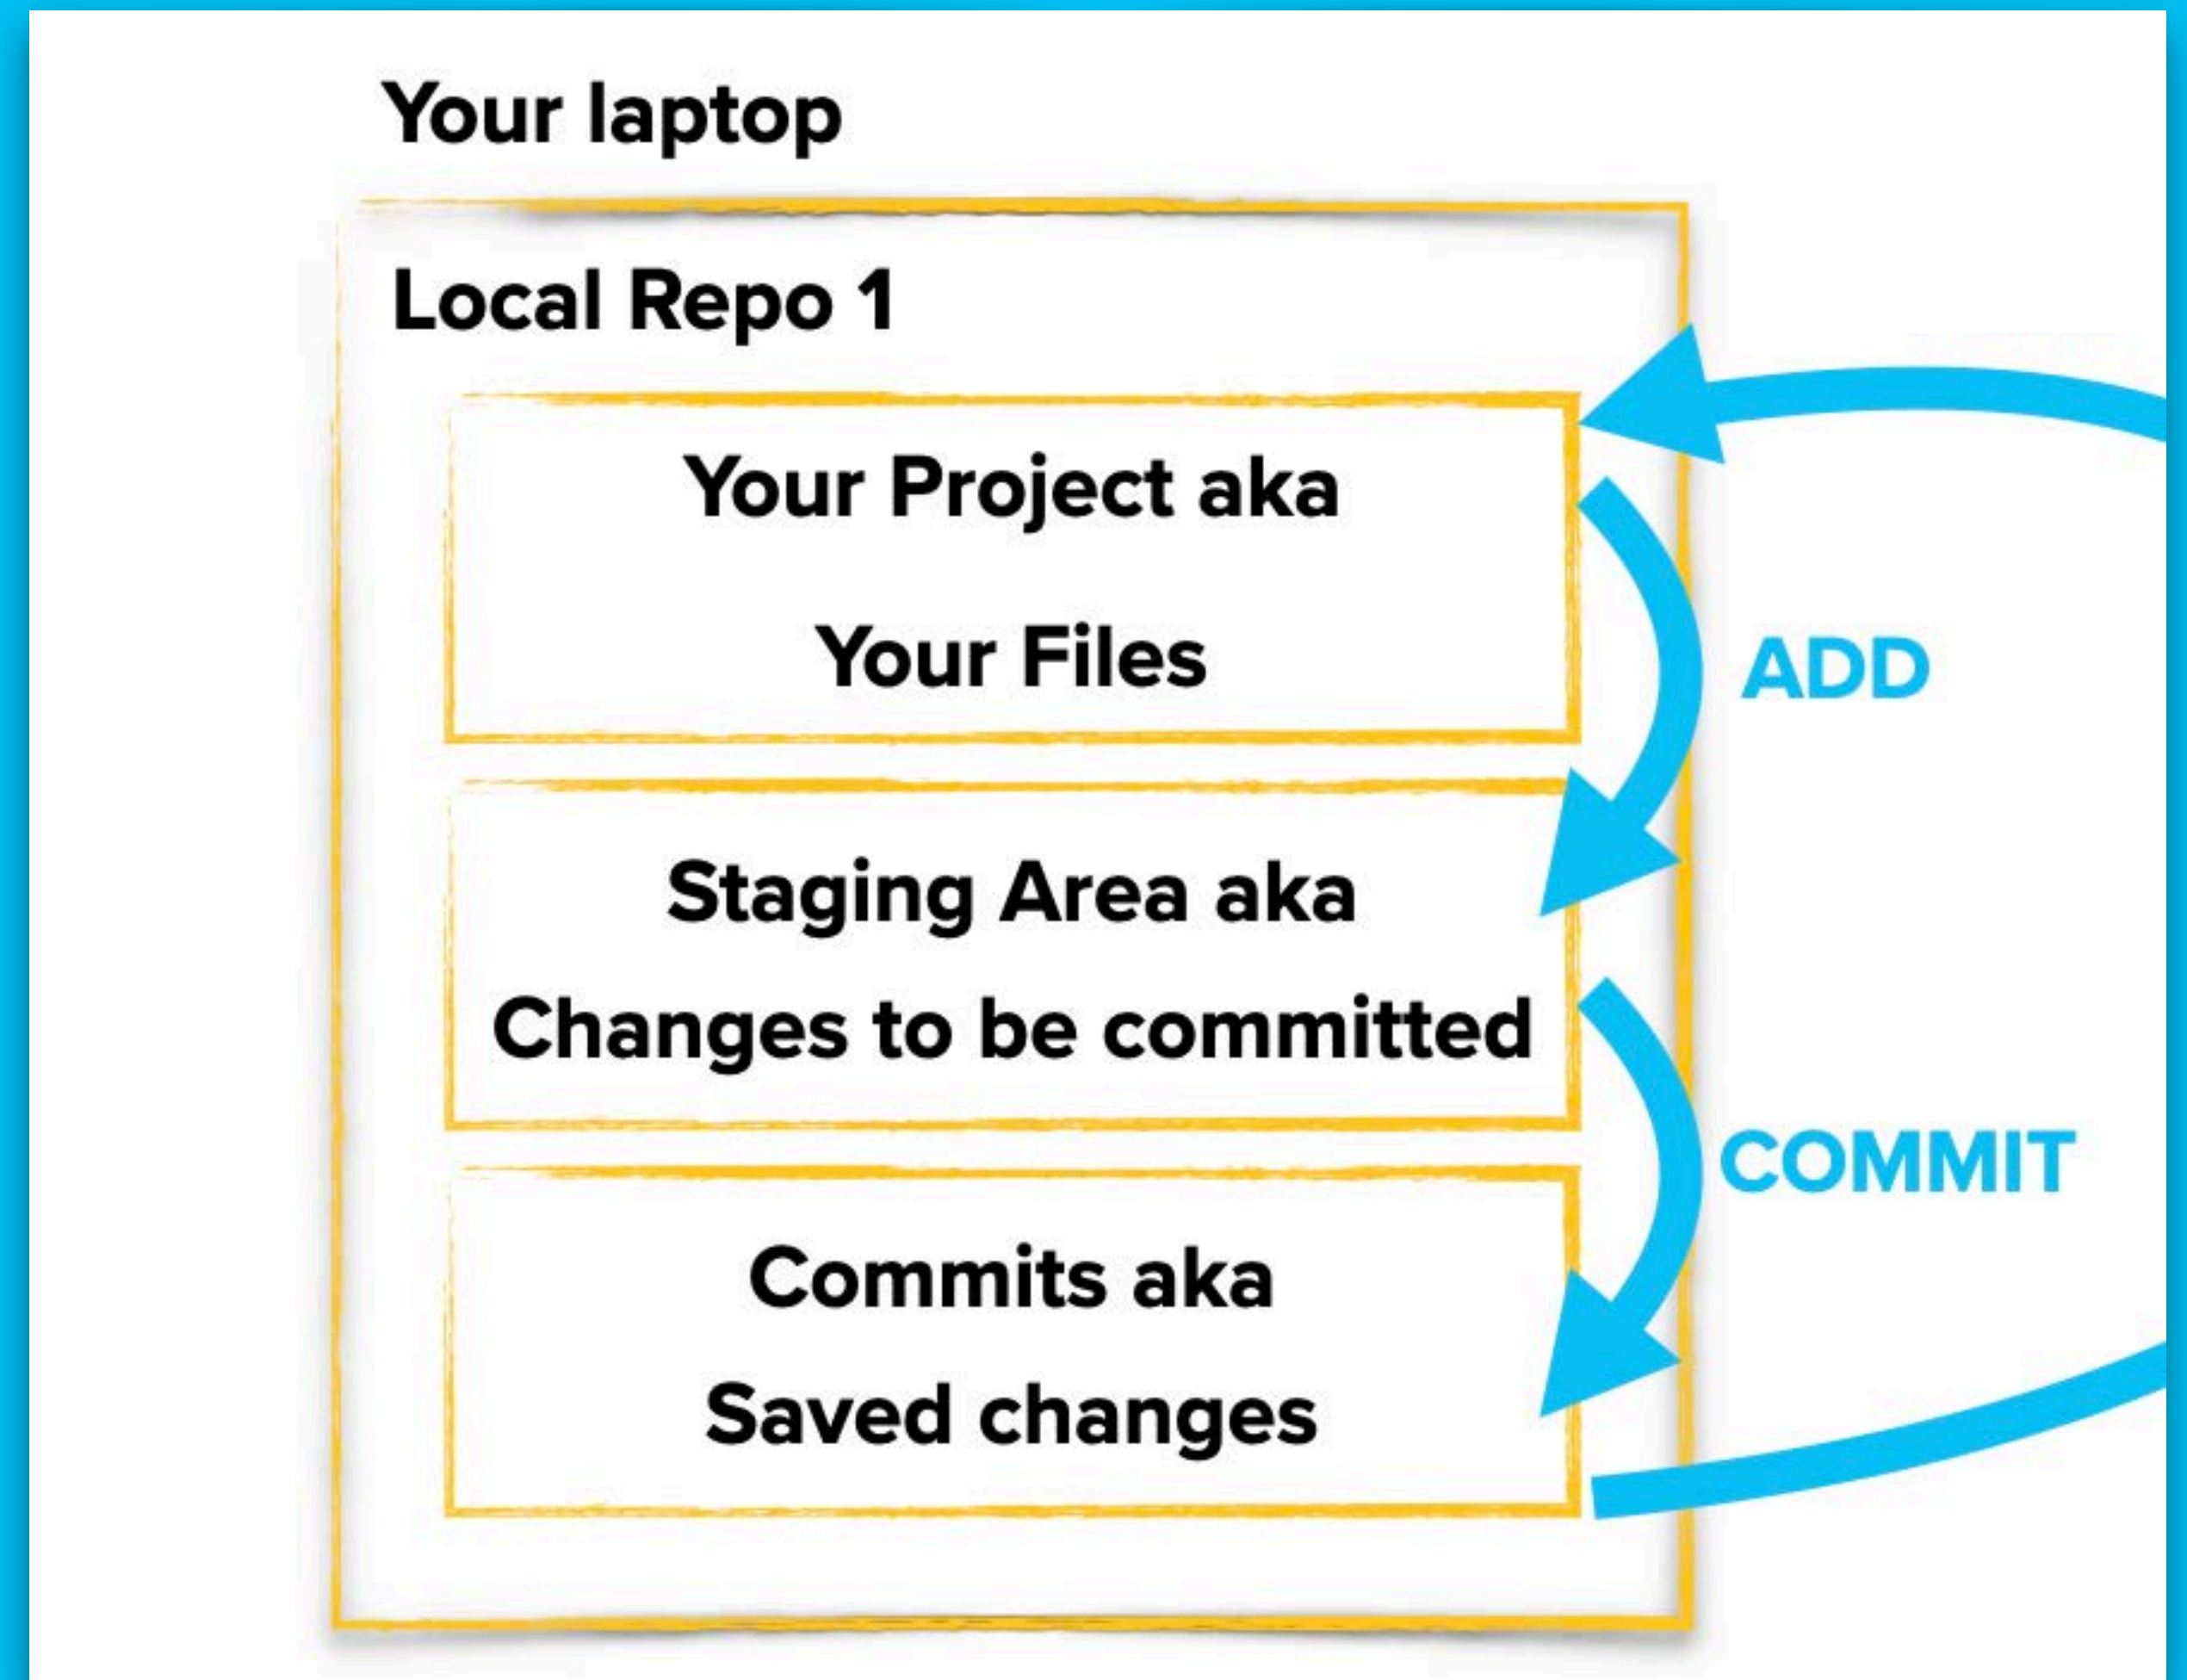 Your laptop
Local Repo 1
Your Project aka
Your Files
ADD
Staging Area aka
Changes to be committed
COMMIT
Commits aka
Saved changes